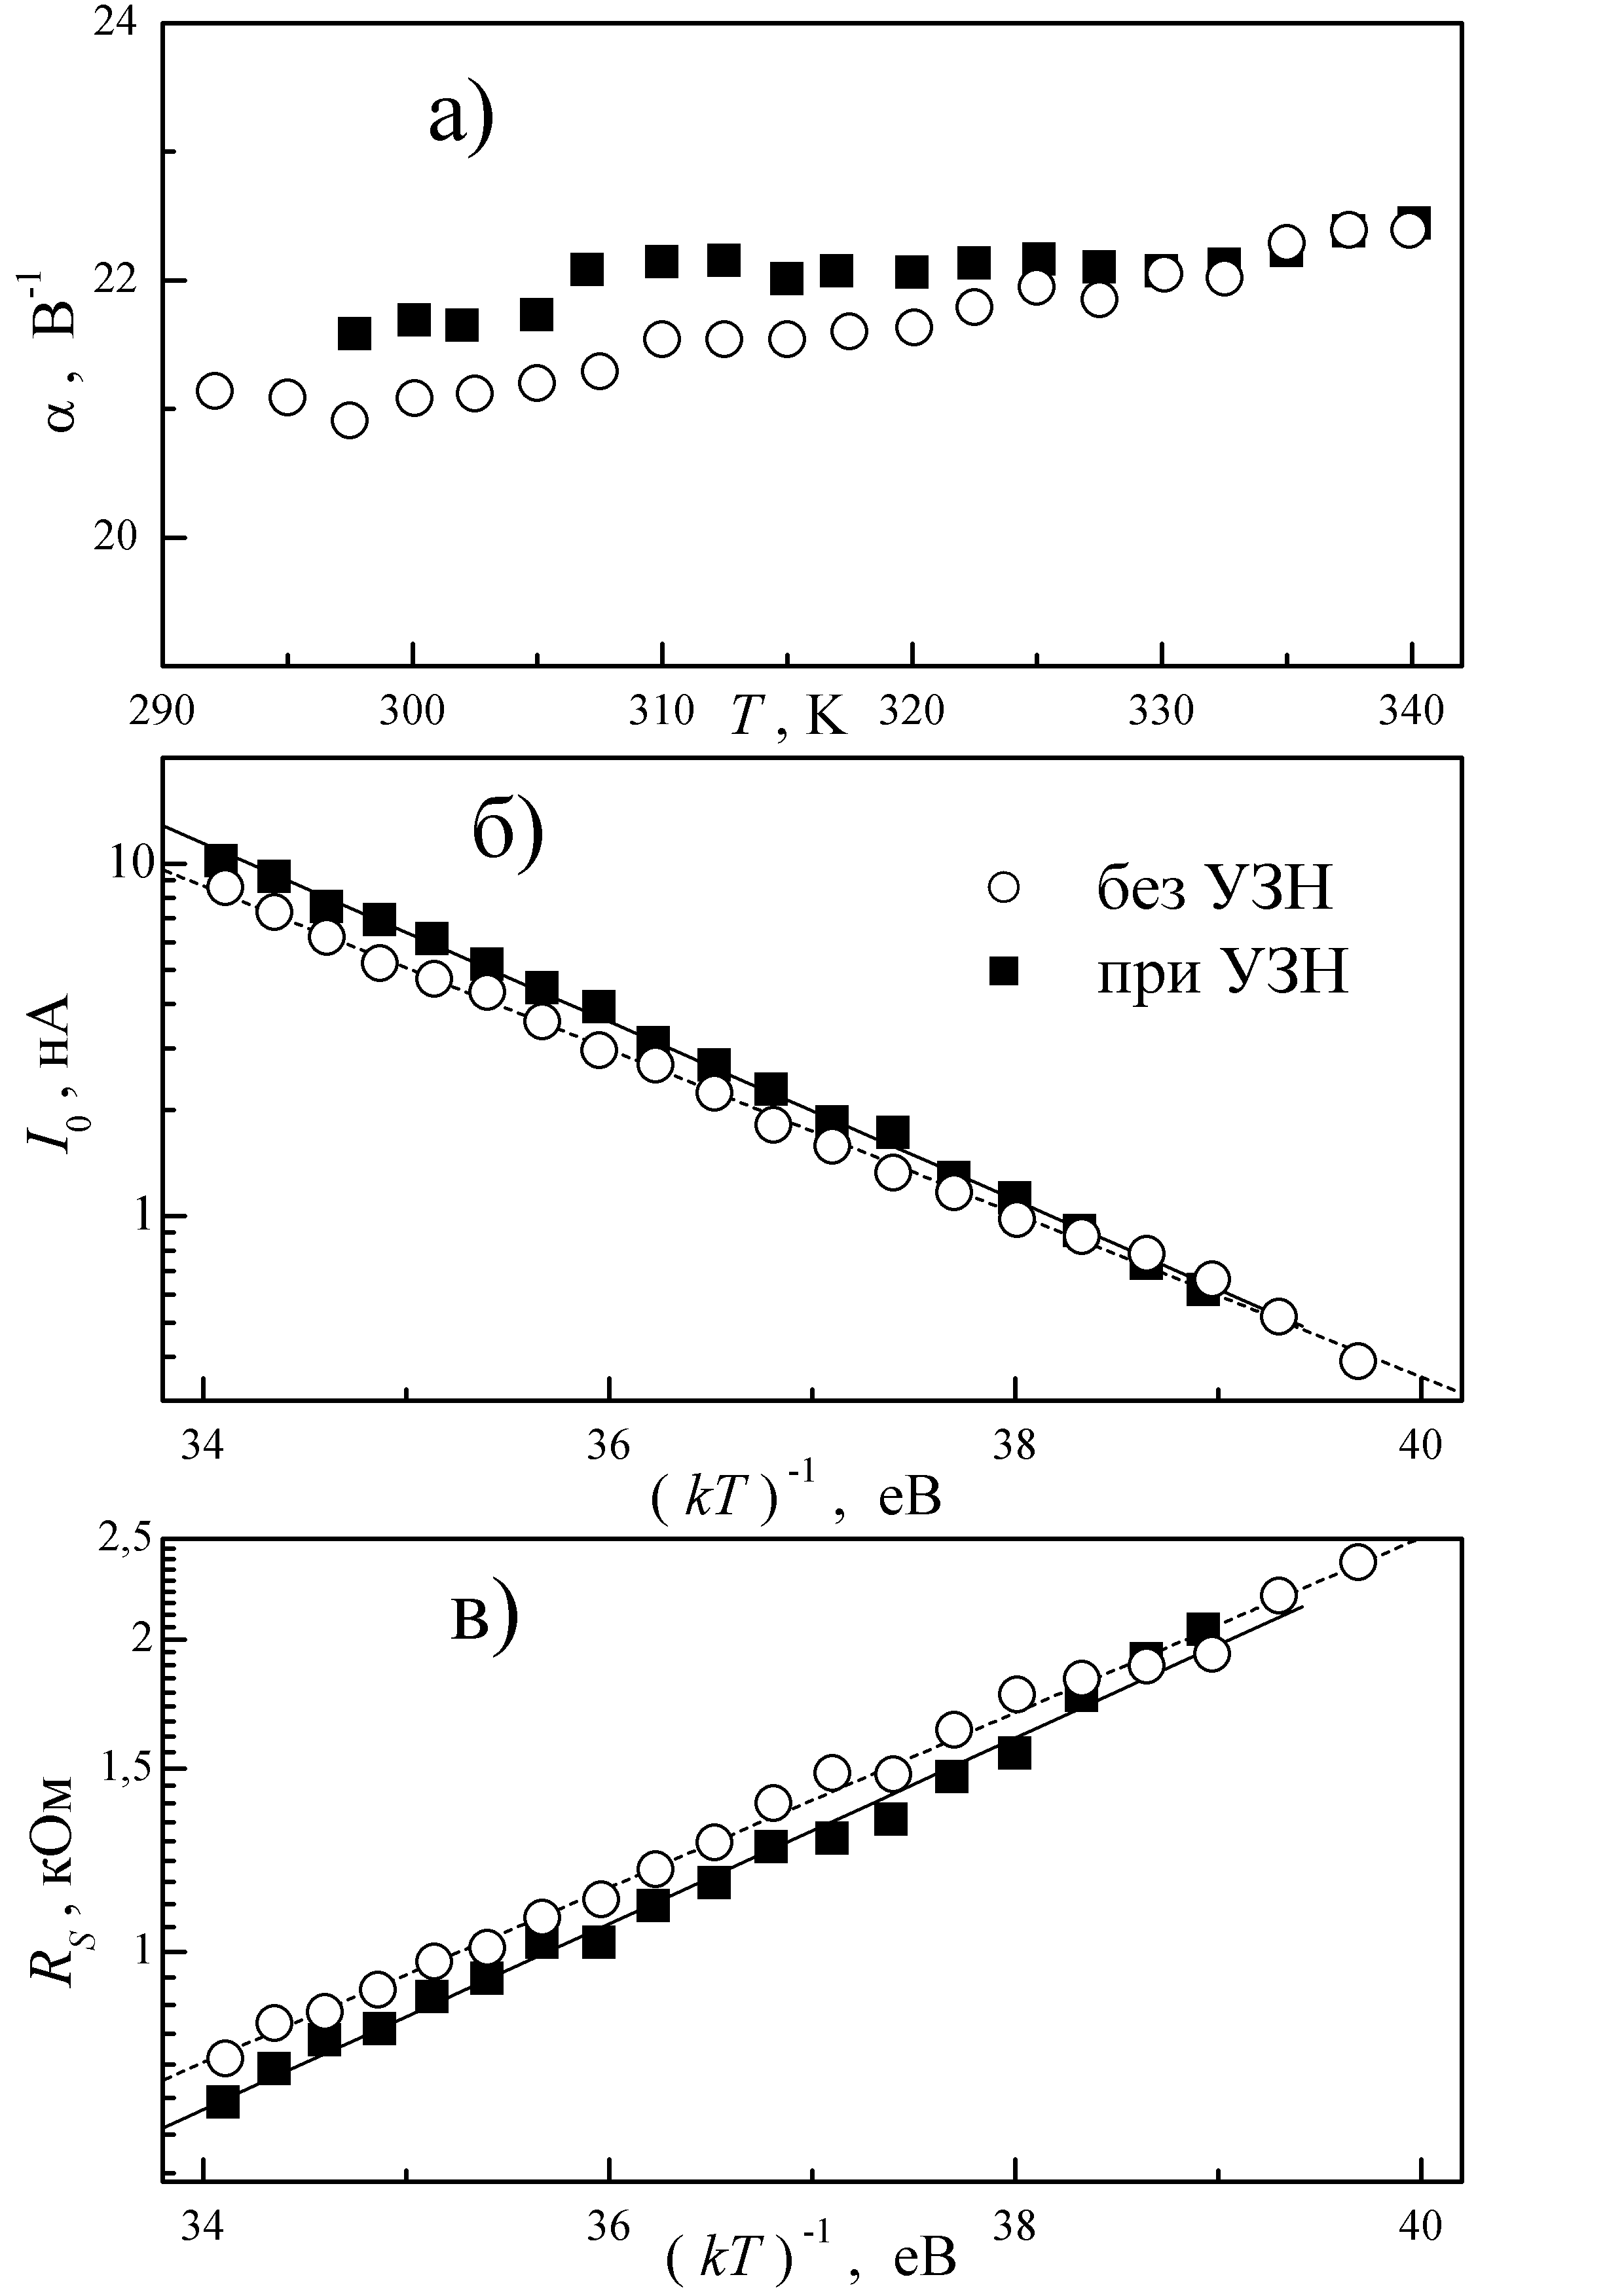 а)
24
22
20
α , В⁻¹
290 300 310 T , К 320 330 340
б)
без УЗН
при УЗН
10
1
I₀ , нА
34 36 38 40
( kT )⁻¹ , еВ
в)
2,5
2
1,5
1
R_S , кОм
34 36 38 40
( kT )⁻¹ , еВ